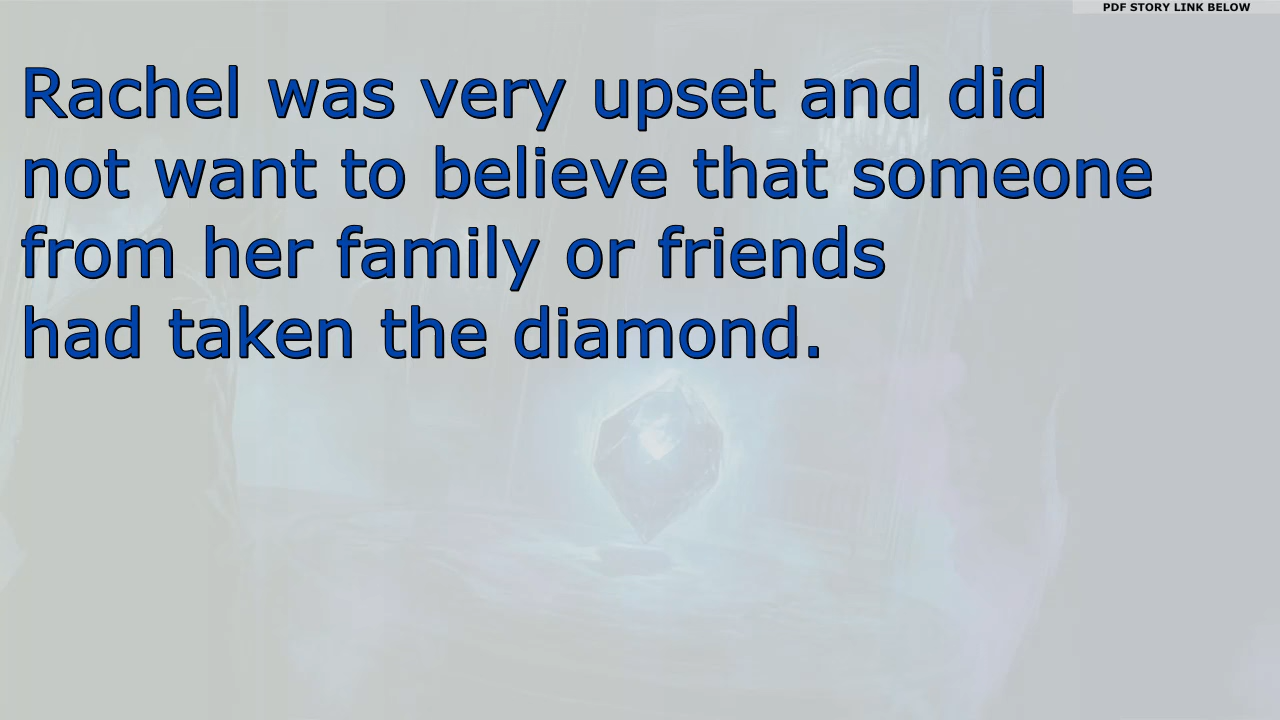 PDF STORY LINK BELOW
Rachel was very upset and did
not want to believe that someone
from her family or friends
had taken the diamond.